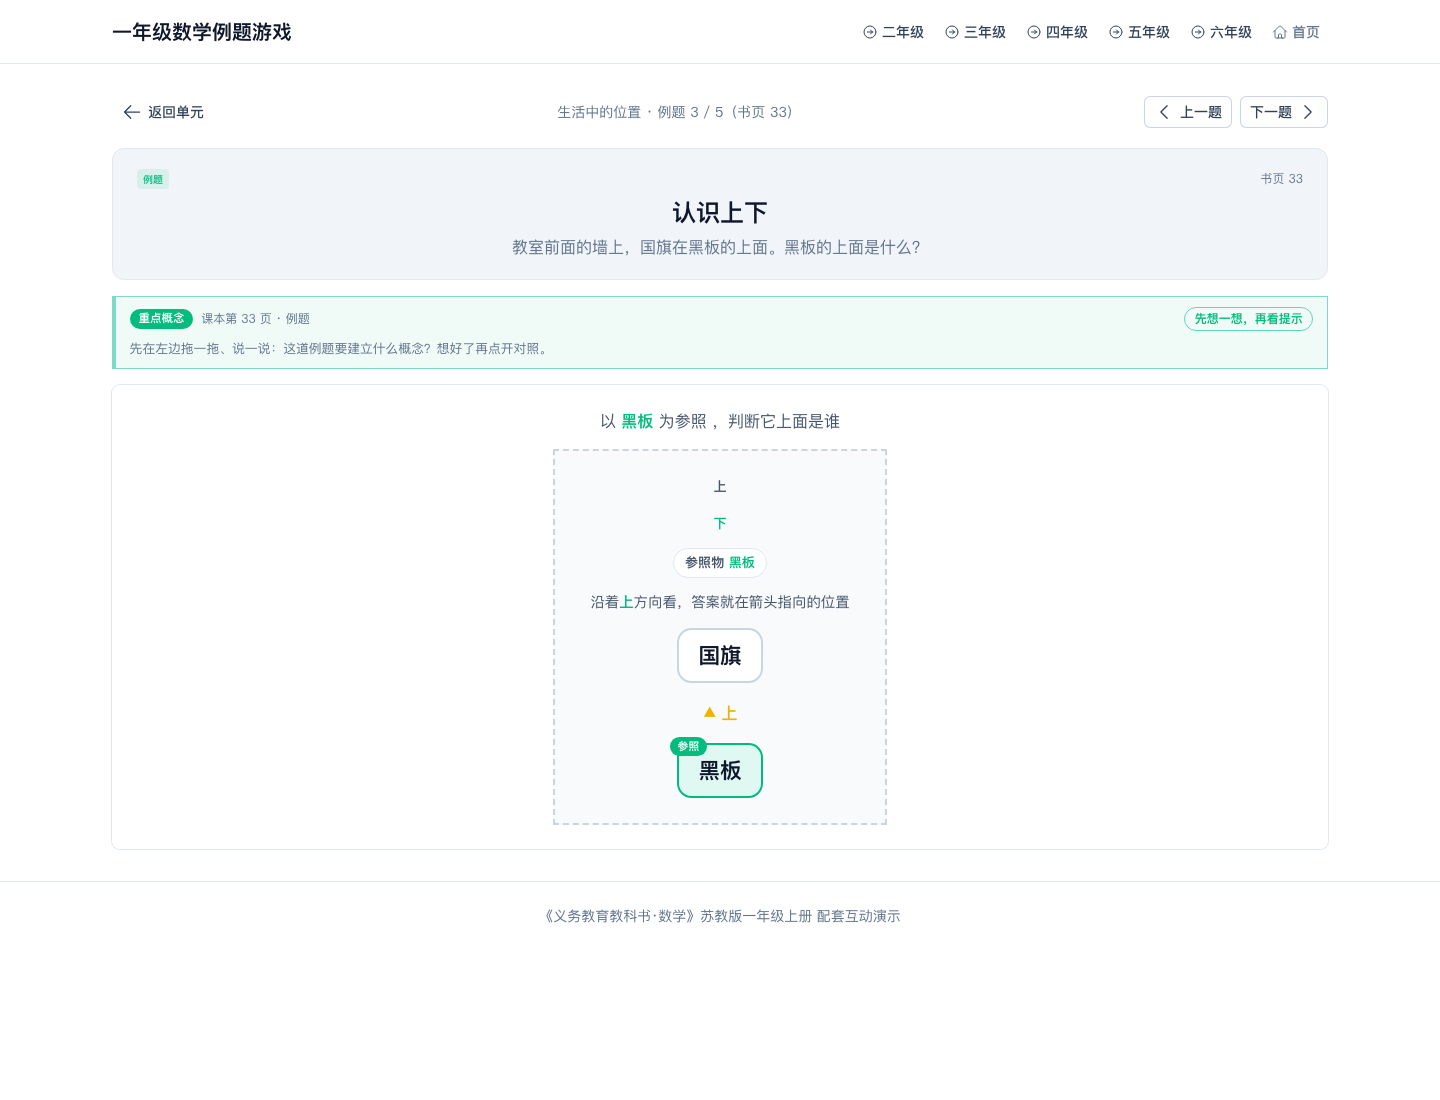 一年级数学例题游戏
二年级 三年级 四年级 五年级 六年级 首页
返回单元
生活中的位置 · 例题 3 / 5（书页 33）
上一题 下一题
例题
书页 33
认识上下
教室前面的墙上，国旗在黑板的上面。黑板的上面是什么？
重点概念 课本第 33 页 · 例题
先想一想，再看提示
先在左边拖一拖、说一说：这道例题要建立什么概念？想好了再点开对照。
以 黑板 为参照 ，判断它上面是谁
上
下
参照物 黑板
沿着上方向看，答案就在箭头指向的位置
国旗
▲ 上
参照
黑板
《义务教育教科书·数学》苏教版一年级上册 配套互动演示